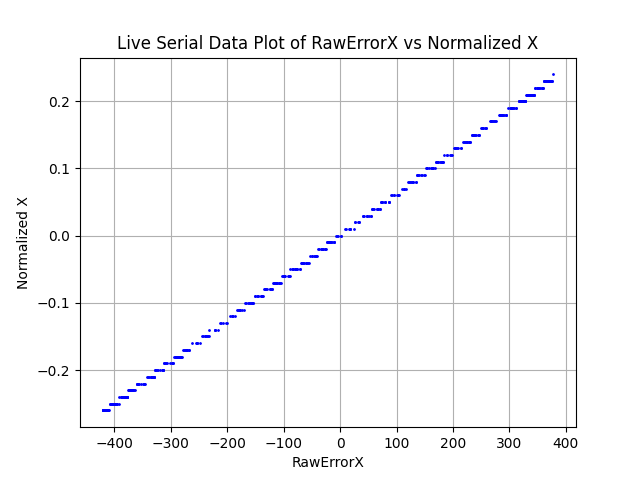 Live Serial Data Plot of RawErrorX vs Normalized X
0.2
0.1
0.0
−0.1
−0.2
Normalized X
−400 −300 −200 −100 0 100 200 300 400
RawErrorX